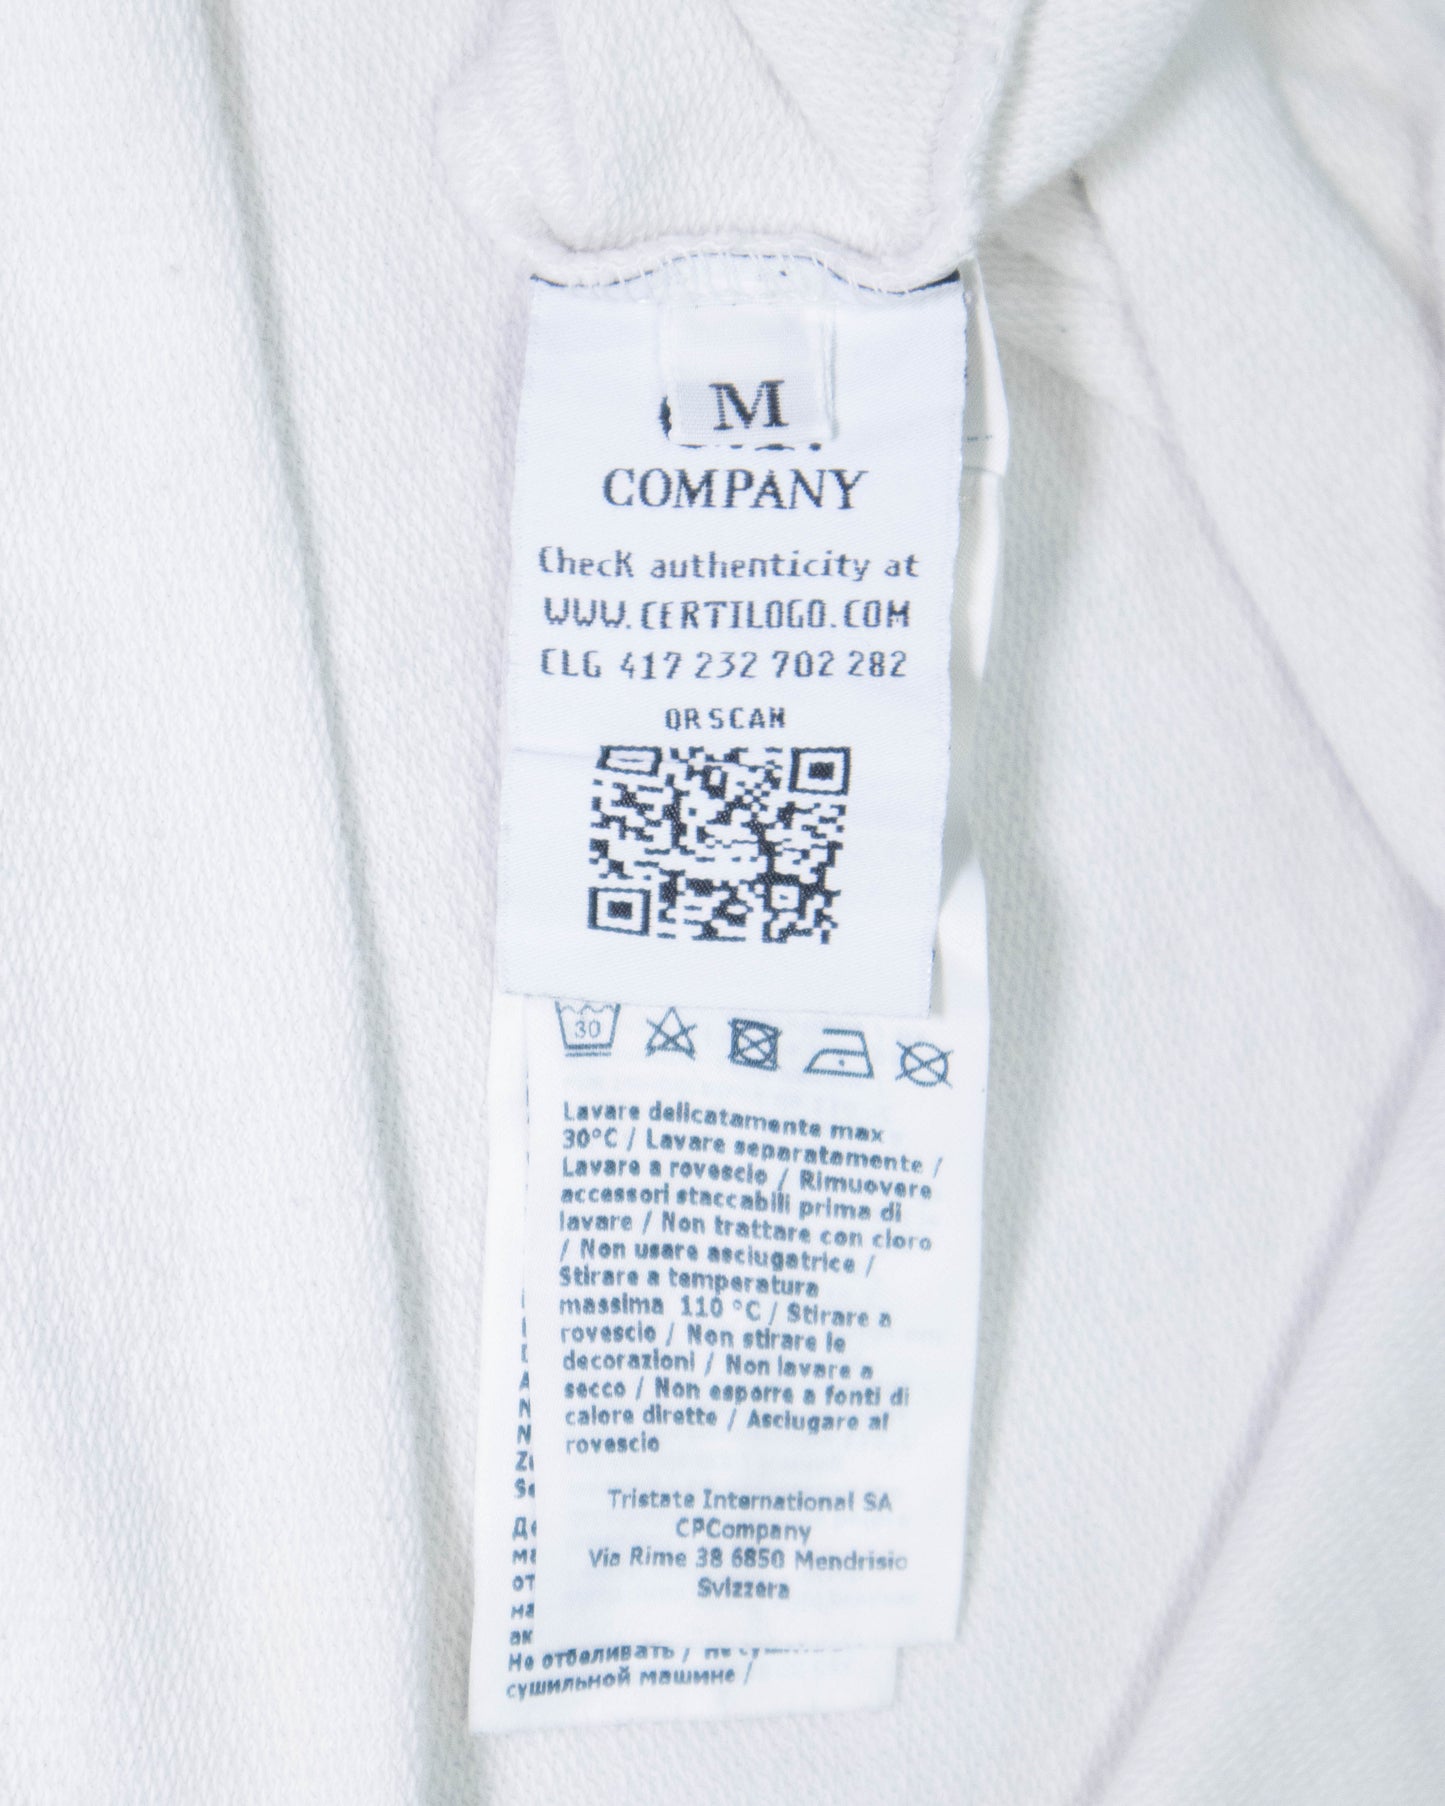 M
COMPANY
Check authenticity at
WWW.CERTILOGO.COM
CLG 417 232 702 282
QR SCAN
30
Lavare delicatamente max
30°C / Lavare separatamente /
Lavare a rovescio / Rimuovere
accessori staccabili prima di
lavare / Non trattare con cloro
/ Non usare asciugatrice /
Stirare a temperatura
massima 110 °C / Stirare a
rovescio / Non stirare le
decorazioni / Non lavare a
secco / Non esporre a fonti di
calore dirette / Asciugare al
rovescio
Tristate International SA
CPCompany
Via Rime 38 6850 Mendrisio
Svizzera
Не отбеливать / Не
сушильной машине /